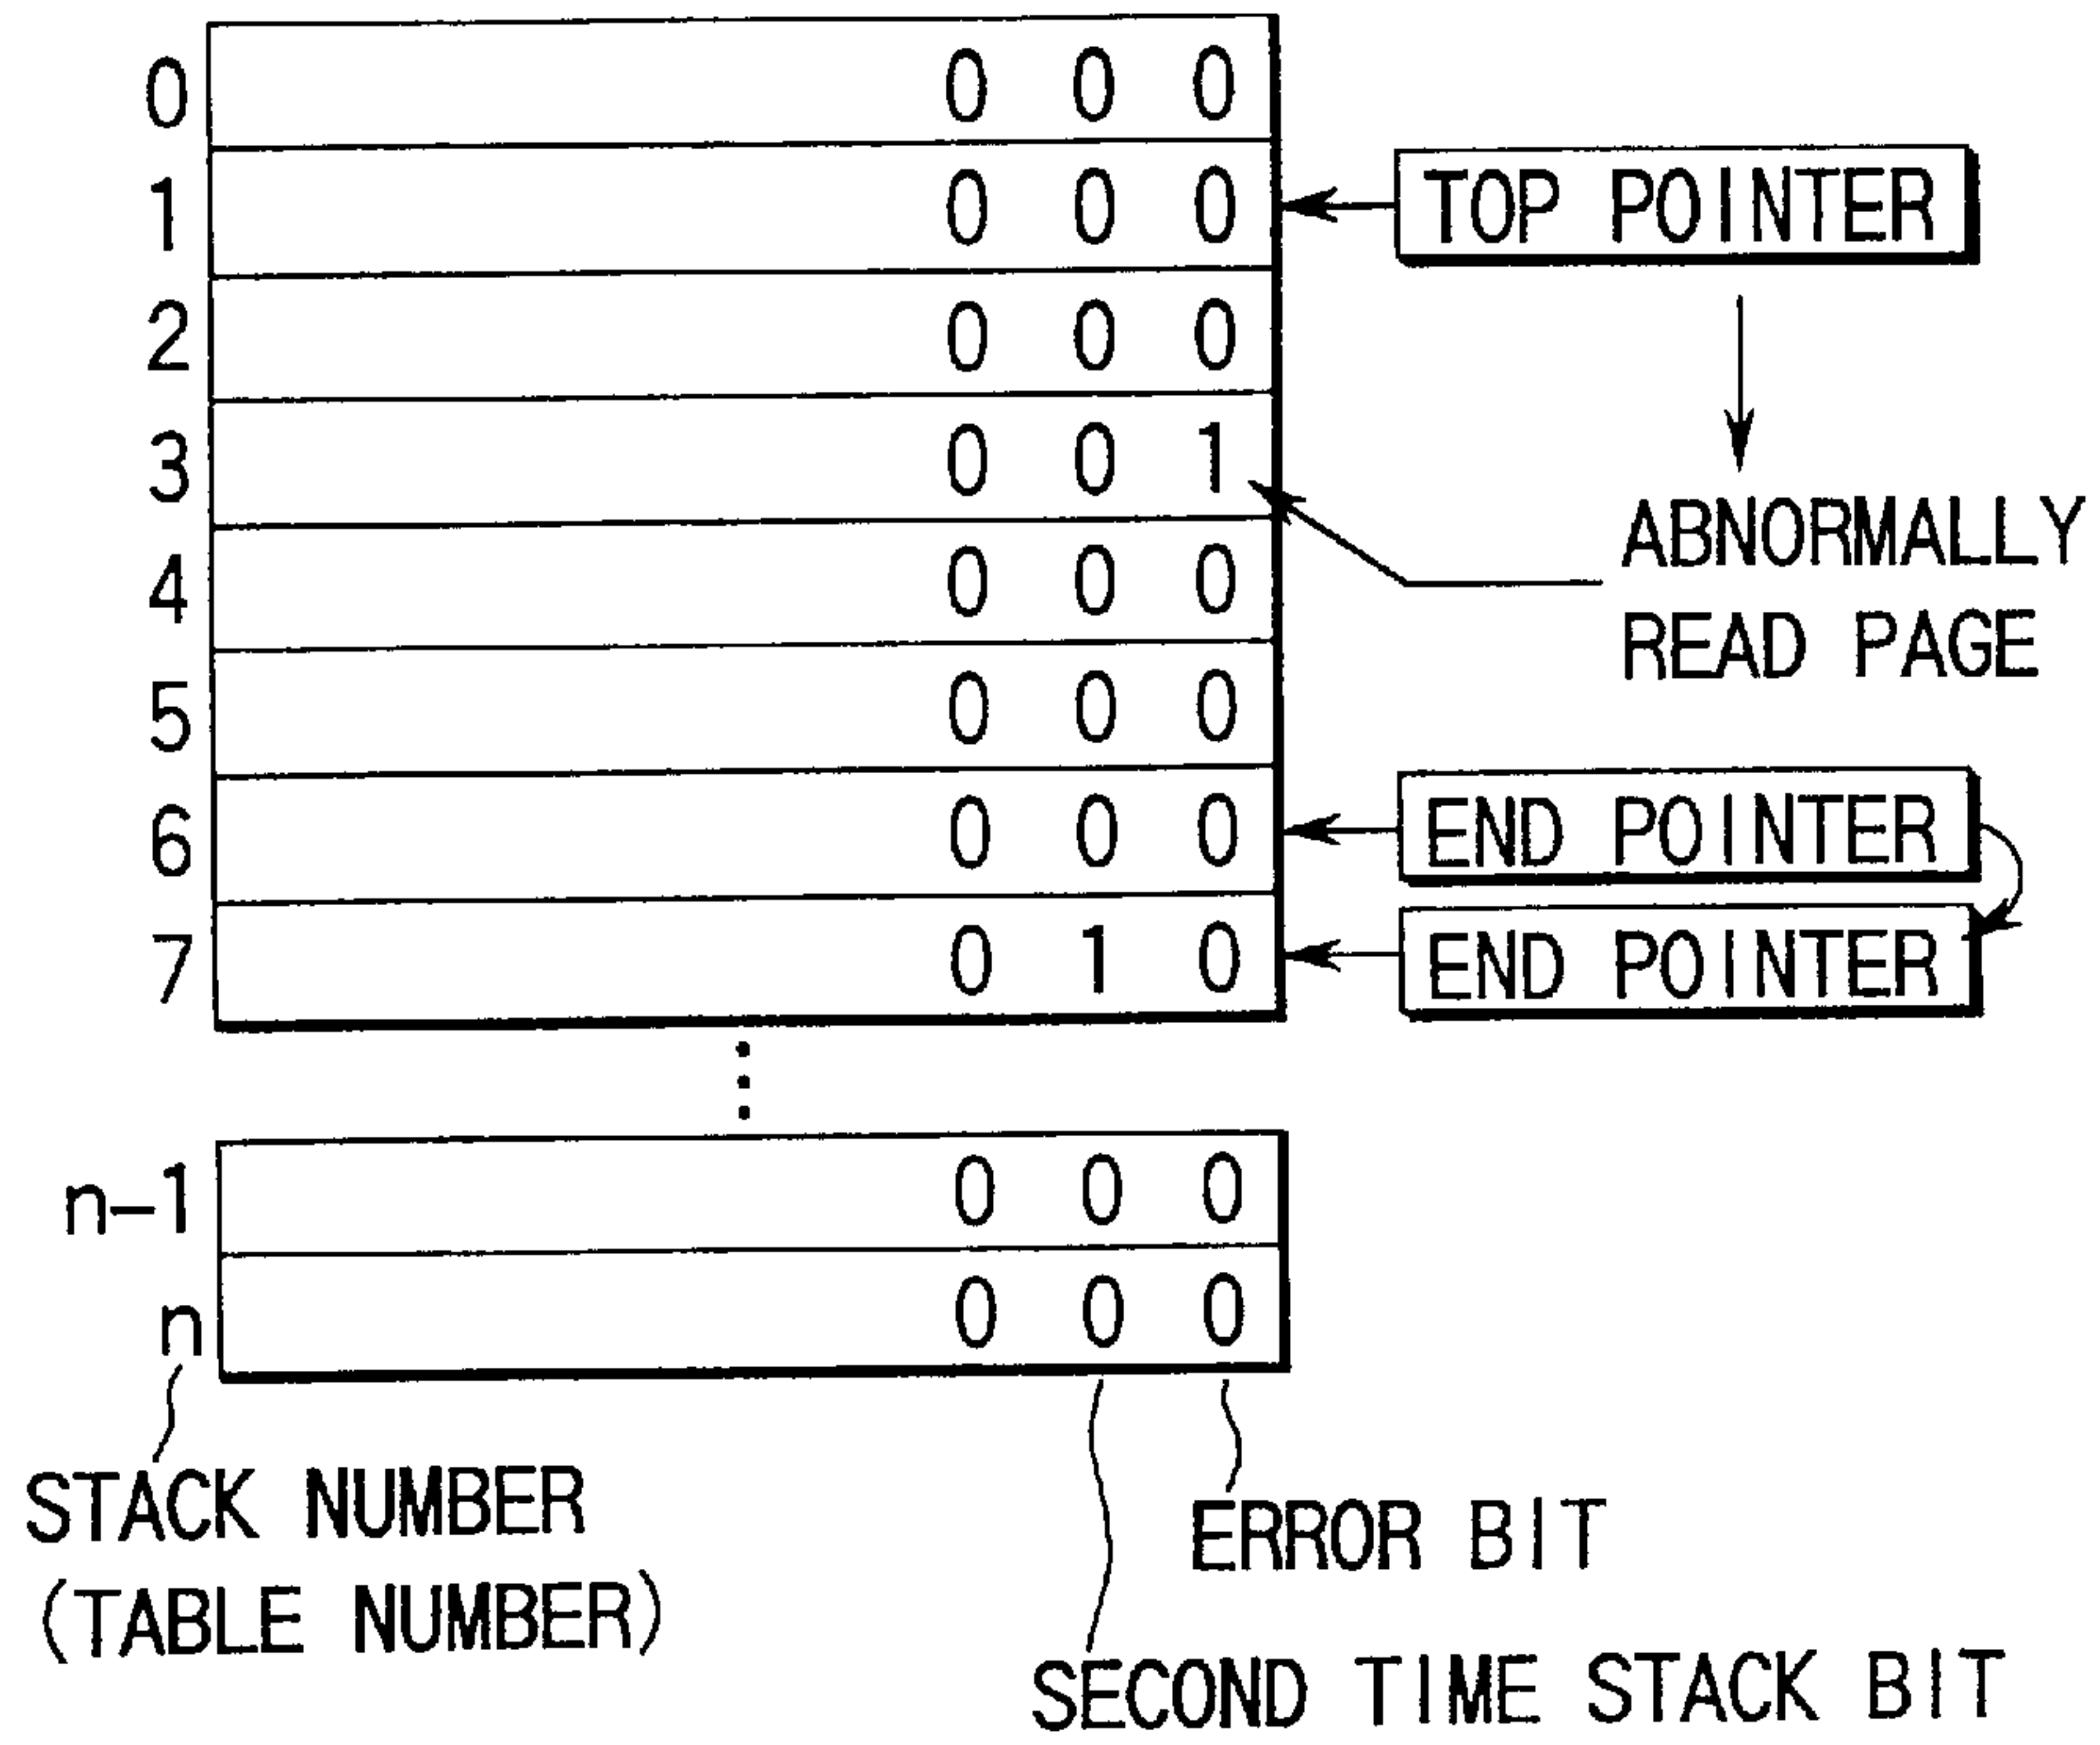 0 0 0 0
1 0 0 0 TOP POINTER
2 0 0 0
3 0 0 1
ABNORMALLY
READ PAGE
4 0 0 0
5 0 0 0
6 0 0 0 END POINTER
7 0 1 0 END POINTER
n-1 0 0 0
n 0 0 0
STACK NUMBER
(TABLE NUMBER)
ERROR BIT
SECOND TIME STACK BIT